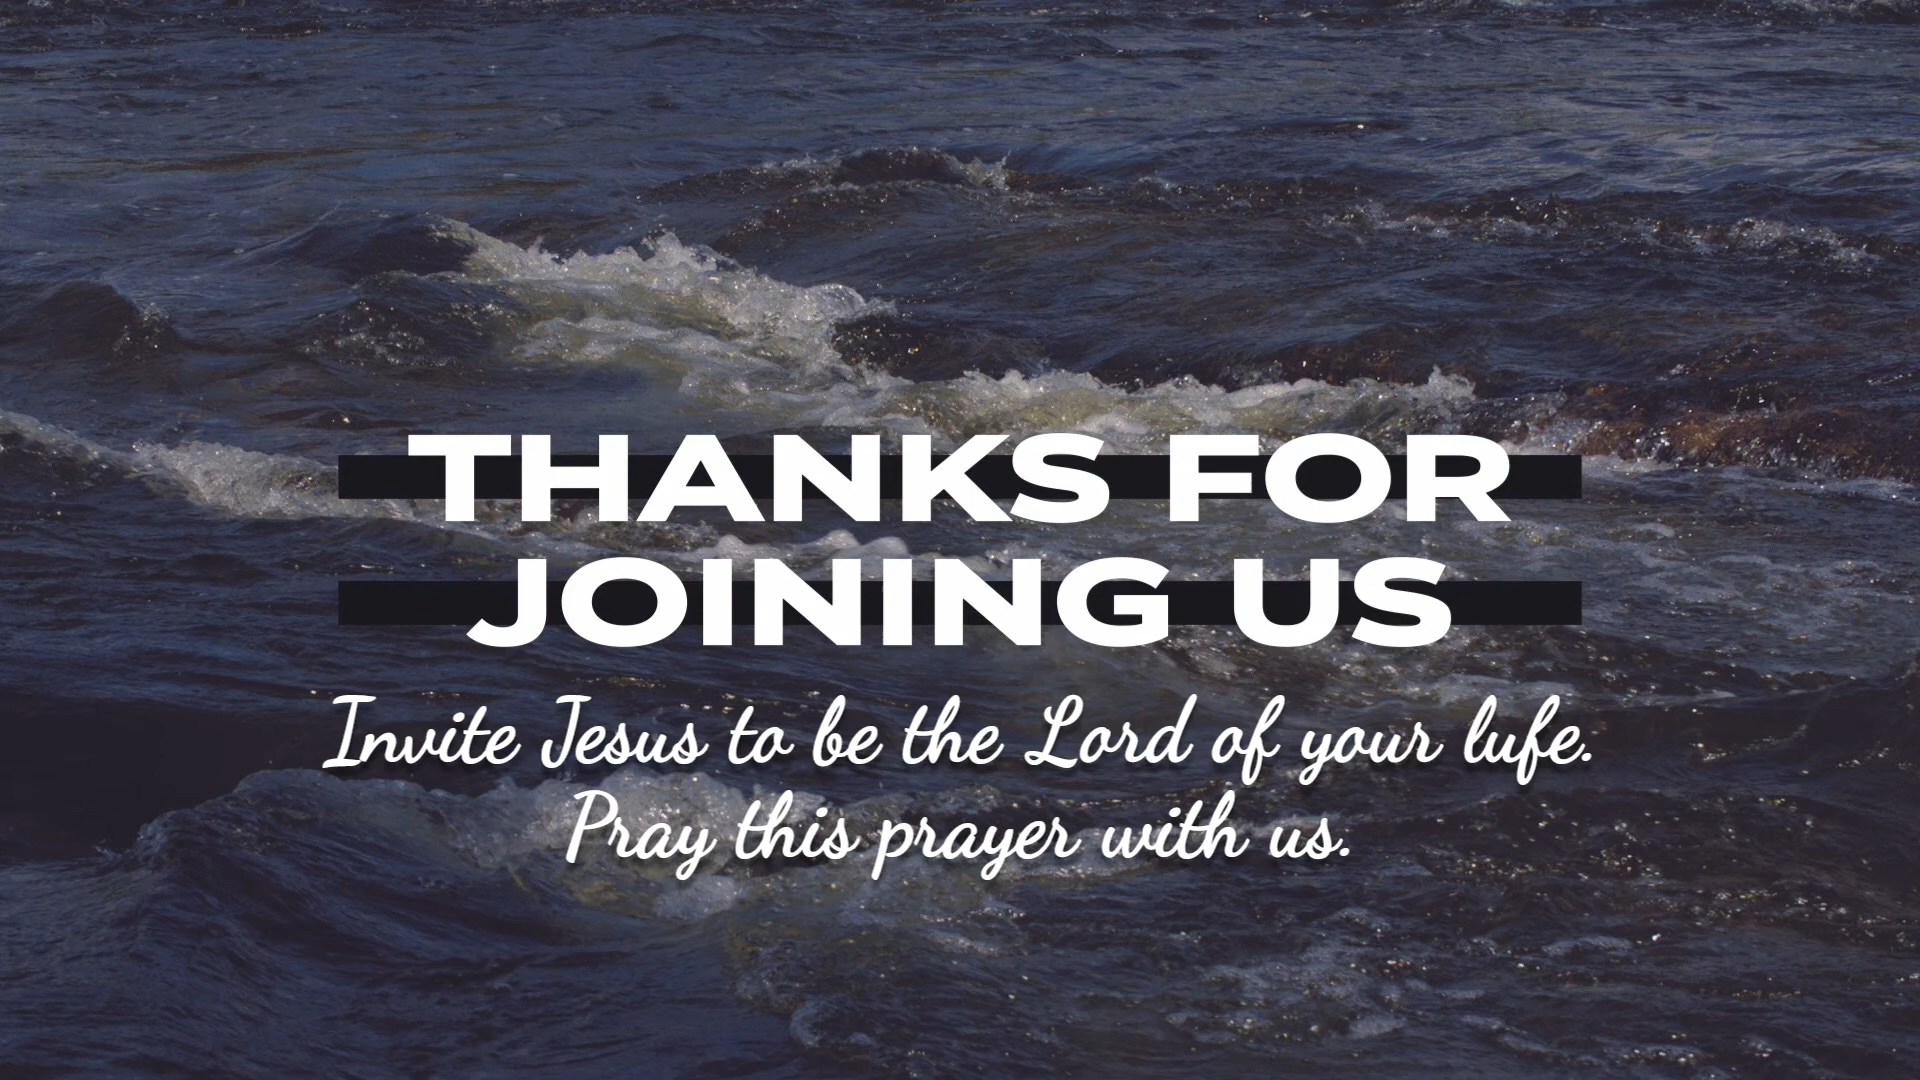 THANKS FOR
JOINING US
Invite Jesus to be the Lord of your lufe.
Pray this prayer with us.